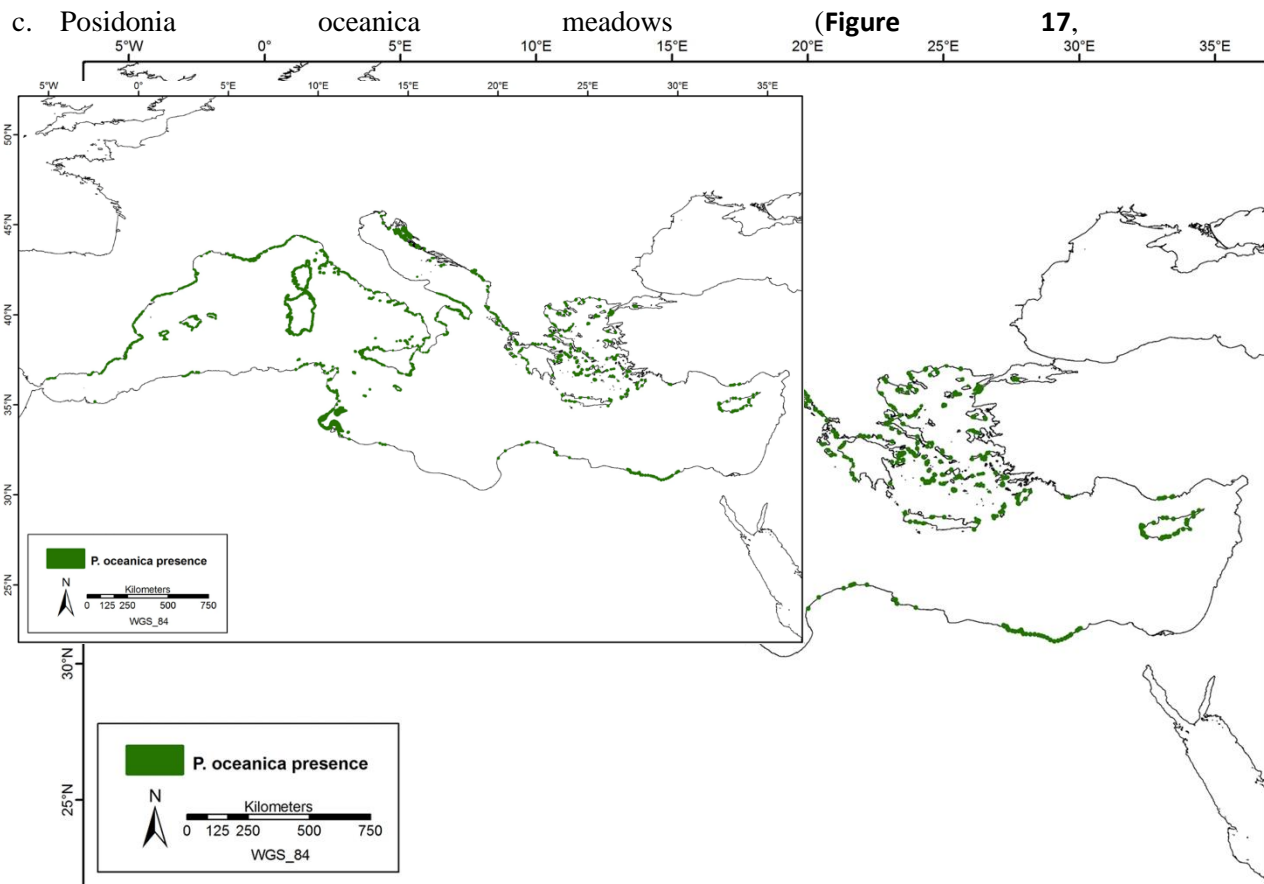 c. Posidonia oceanica meadows (Figure 17,
5°W 0° 5°E 10°E 15°E 20°E 25°E 30°E 35°E
5°W 0° 5°E 10°E 15°E 20°E 25°E 30°E 35°E
50°N
45°N
40°N
35°N
30°N
25°N
P. oceanica presence
N
Kilometers
0 125 250 500 750
WGS_84
30°N
25°N
P. oceanica presence
N
Kilometers
0 125 250 500 750
WGS_84